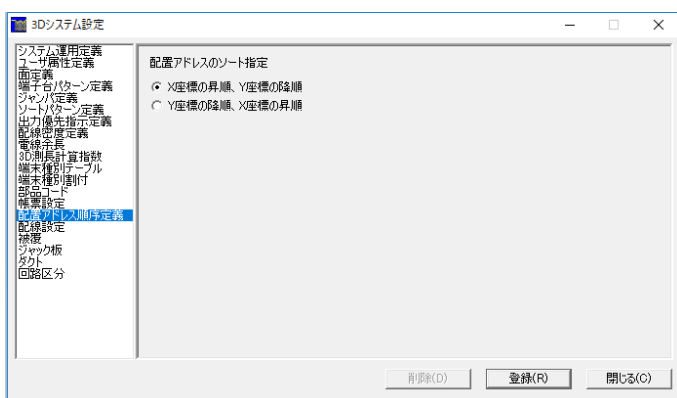 3Dシステム設定
システム運用定義
ユーザ属性定義
面定義
端子台パターン定義
ジャンパ定義
ソートパターン定義
出力優先指示定義
配線密度定義
電線余長
3D測長計算指数
端末種別テーブル
端末種別割付
部品コード
帳票設定
配置アドレス順序定義
配線設定
被覆
ジャック板
ダクト
回路区分
配置アドレスのソート指定
X座標の昇順、Y座標の降順
Y座標の降順、X座標の昇順
削除(D)
登録(R)
閉じる(C)